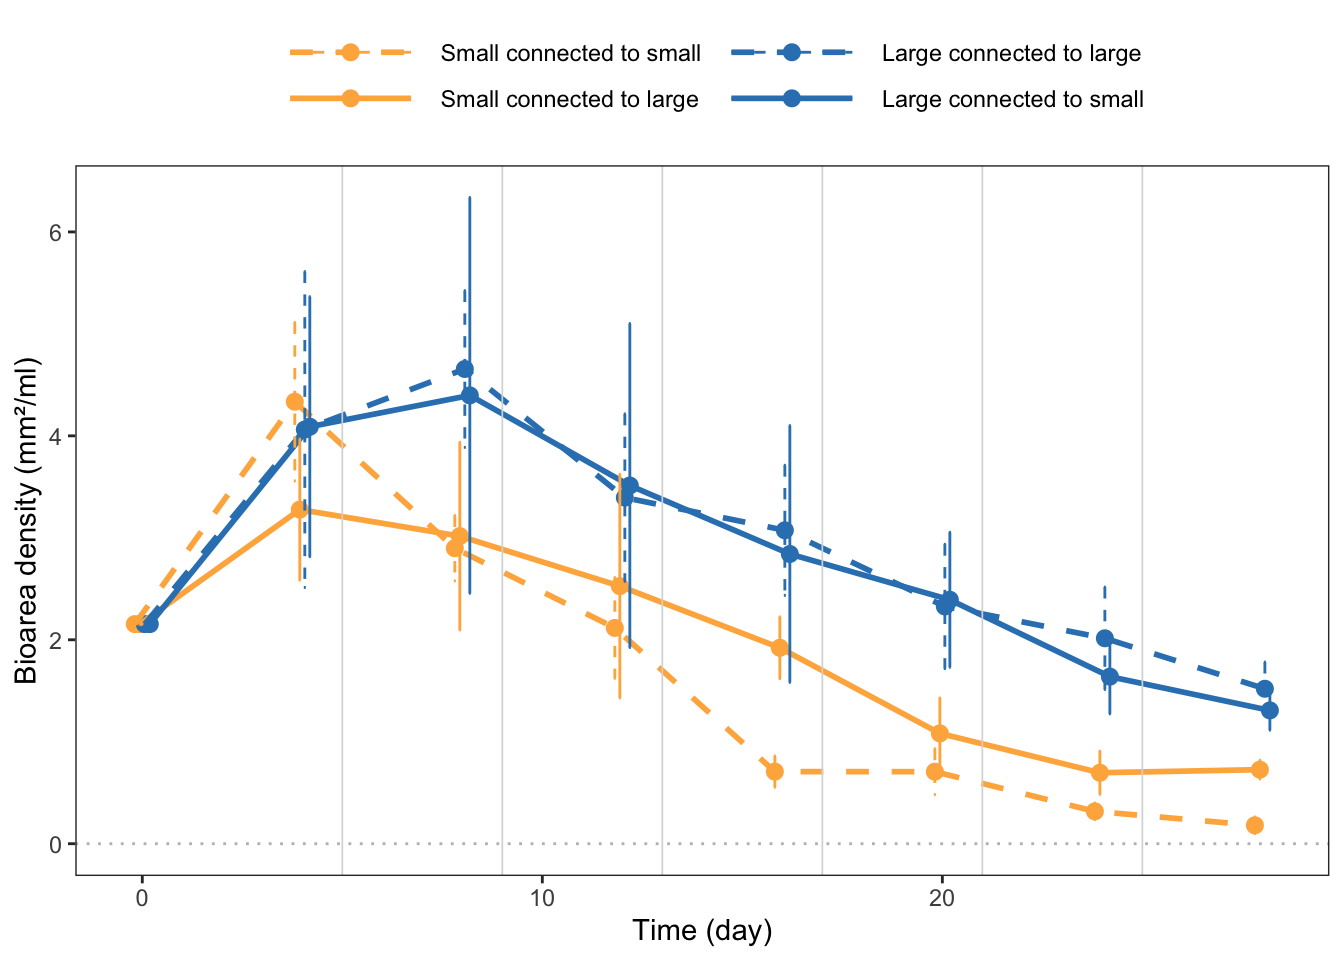 Small connected to small
Large connected to large
Small connected to large
Large connected to small
Bioarea density (mm²/ml)
6
4
2
0
0
10
20
Time (day)